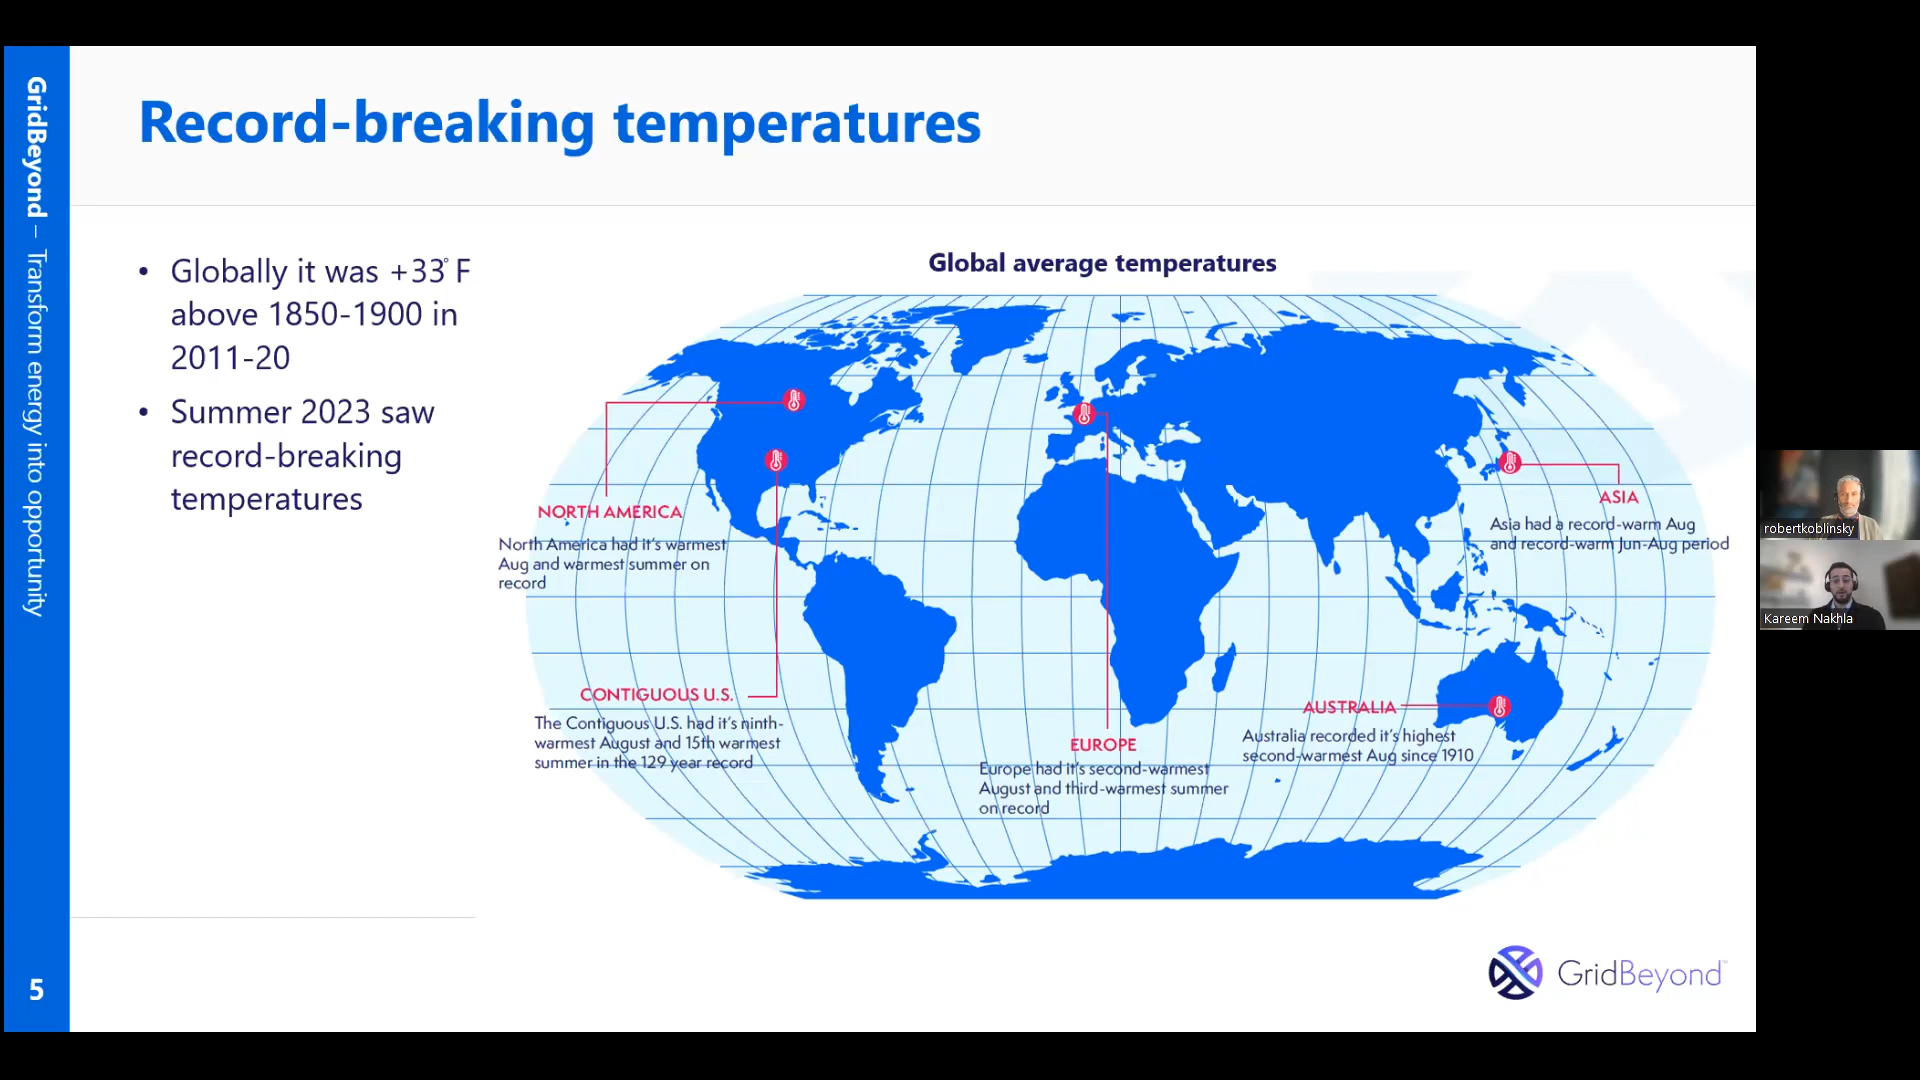 GridBeyond – Transform energy into opportunity
5
Record-breaking temperatures
• Globally it was +33° F
above 1850-1900 in
2011-20
• Summer 2023 saw
record-breaking
temperatures
Global average temperatures
NORTH AMERICA
North America had it's warmest
Aug and warmest summer on
record
CONTIGUOUS U.S.
The Contiguous U.S. had it's ninth-
warmest August and 15th warmest
summer in the 129 year record
EUROPE
Europe had it's second-warmest
August and third-warmest summer
on record
AUSTRALIA
Australia recorded it's highest
second-warmest Aug since 1910
ASIA
Asia had a record-warm Aug
and record-warm Jun-Aug period
GridBeyond™
robertkoblinsky
Kareem Nakhla